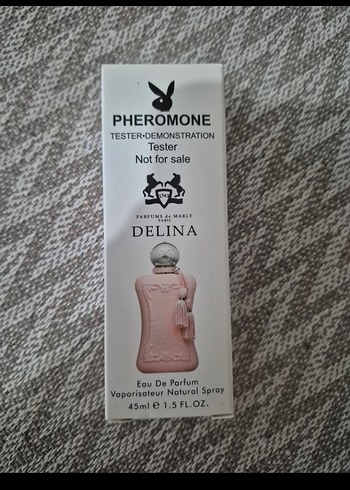 PHEROMONE
TESTER•DEMONSTRATION
Tester
Not for sale
1743
PARFUMS de MARLY
PARIS
DELINA
Eau De Parfum
Vaporisateur Natural Spray
45ml ℮ 1.5 FL.OZ.